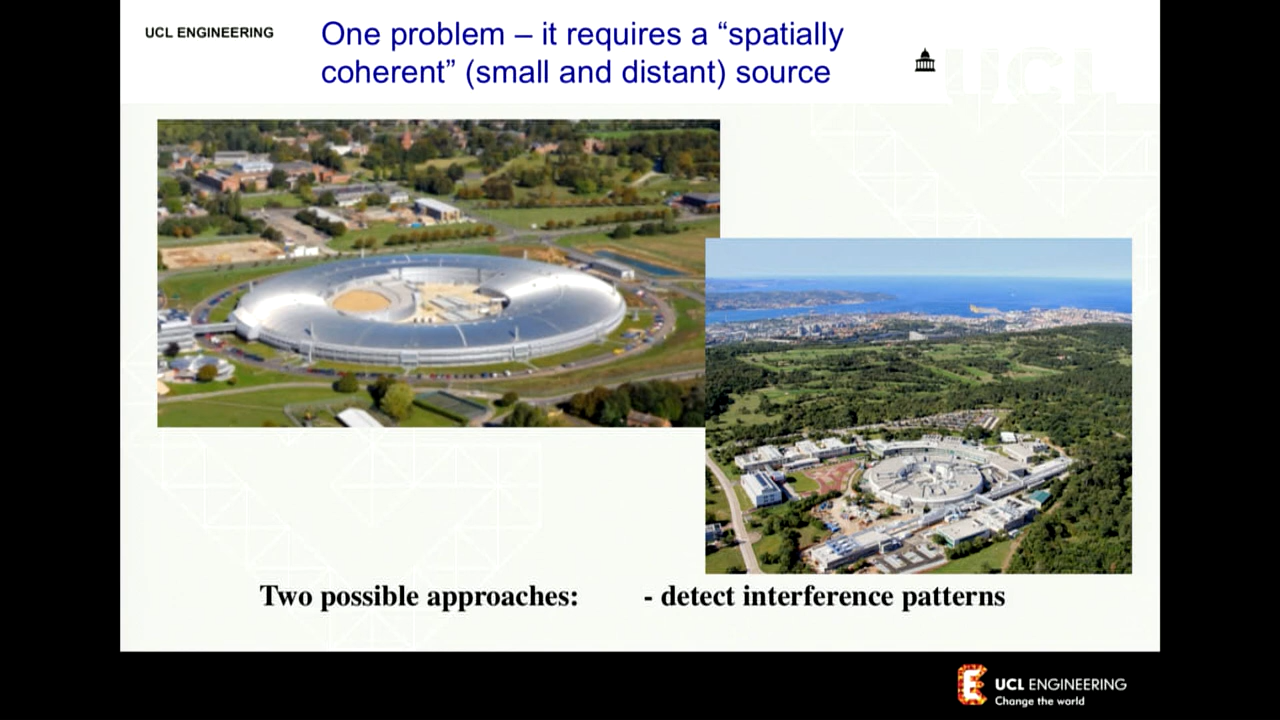 UCL ENGINEERING
One problem – it requires a “spatially
coherent” (small and distant) source
UCL
Two possible approaches: - detect interference patterns
UCL ENGINEERING
Change the world